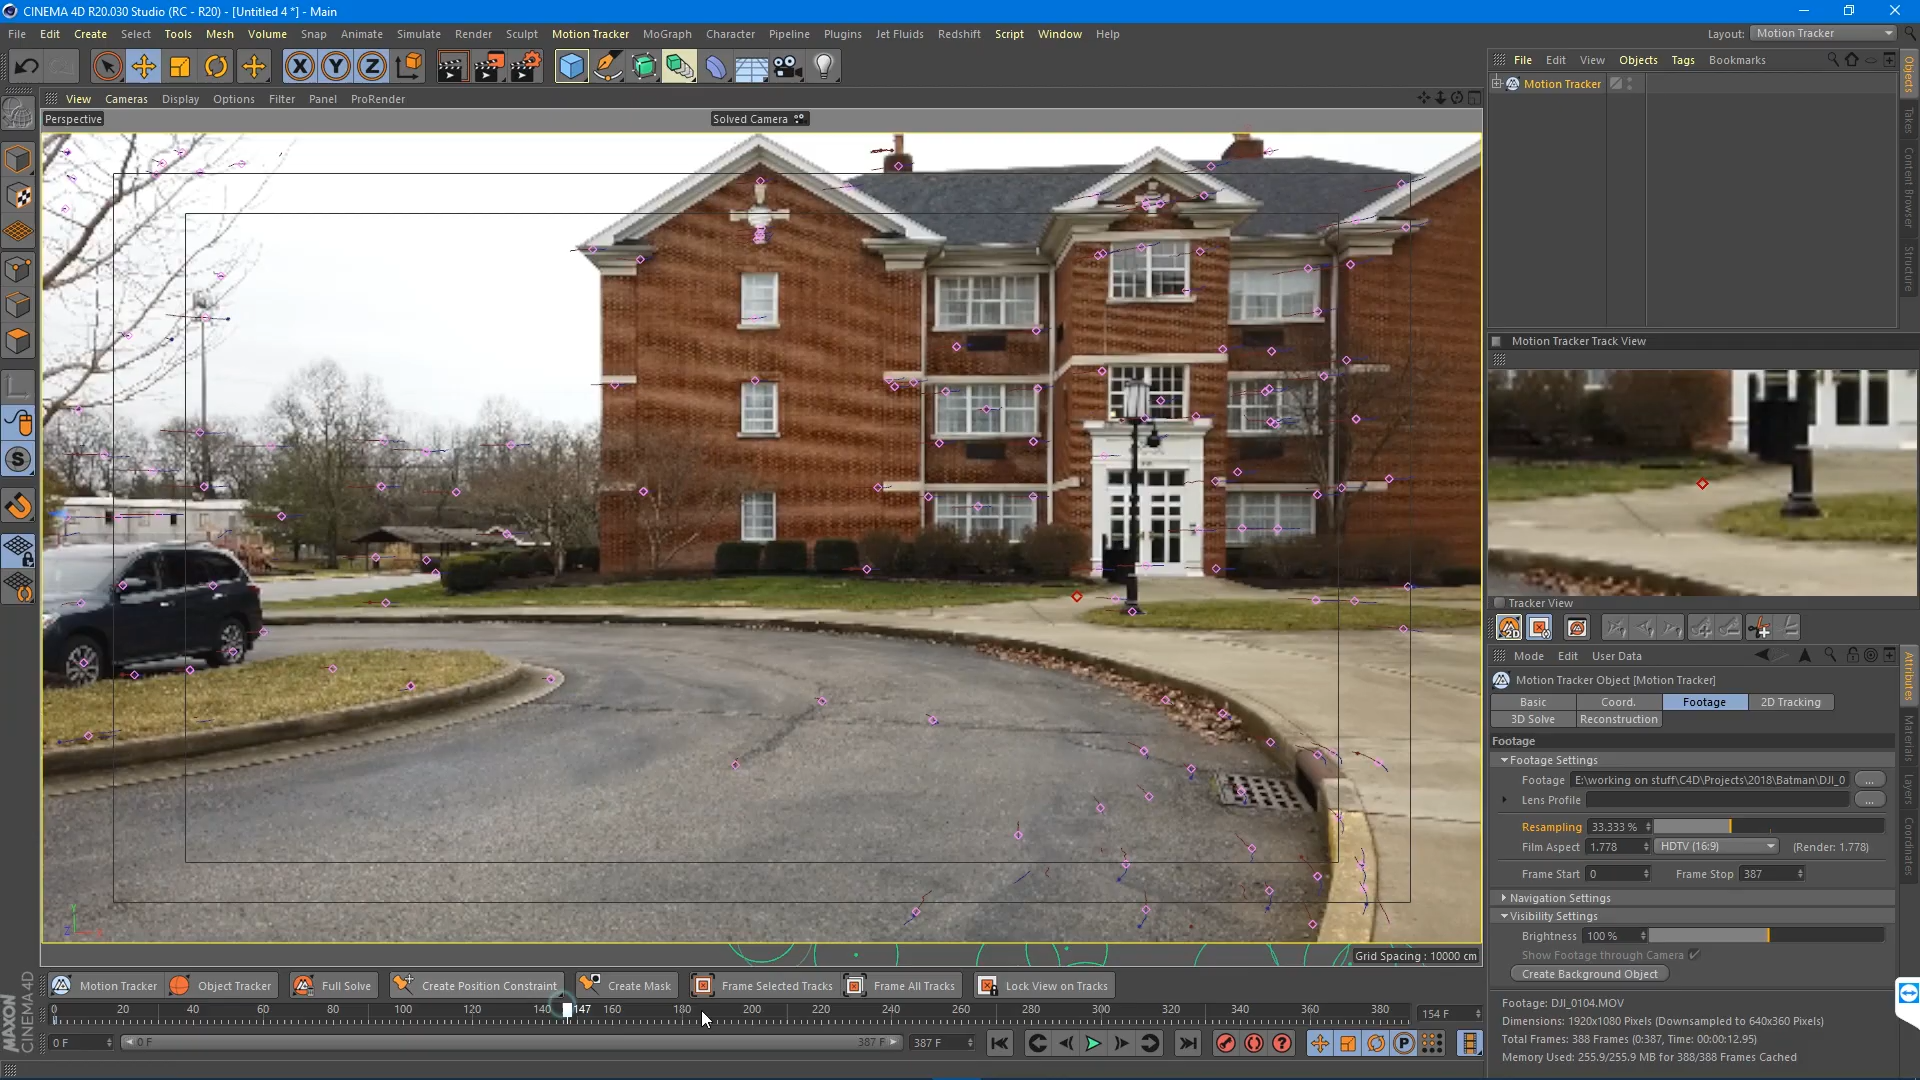 CINEMA 4D R20.030 Studio (RC - R20) - [Untitled 4 *] - Main
File Edit Create Select Tools Mesh Volume Snap Animate Simulate Render Sculpt Motion Tracker MoGraph Character Pipeline Plugins Jet Fluids Redshift Script Window Help
Layout: Motion Tracker
X Y Z
File Edit View Objects Tags Bookmarks
Motion Tracker
View Cameras Display Options Filter Panel ProRender
Perspective
Solved Camera
Objects
Takes
Content Browser
Structure
Motion Tracker Track View
Tracker View
2D
Mode Edit User Data
Motion Tracker Object [Motion Tracker]
Basic Coord. Footage 2D Tracking
3D Solve Reconstruction
Footage
Footage Settings
Footage E:\working on stuff\C4D\Projects\2018\Batman\DJI_0 ...
Lens Profile ...
Resampling 33.333 %
Film Aspect 1.778 HDTV (16:9) (Render: 1.778)
Frame Start 0 Frame Stop 387
Navigation Settings
Visibility Settings
Brightness 100 %
Show Footage through Camera
Create Background Object
Footage: DJI_0104.MOV
Dimensions: 1920x1080 Pixels (Downsampled to 640x360 Pixels)
Total Frames: 388 Frames (0:387, Time: 00:00:12.95)
Memory Used: 255.9/255.9 MB for 388/388 Frames Cached
Attributes
Materials
Layers
Coordinates
S
Grid Spacing : 10000 cm
Motion Tracker Object Tracker Full Solve Create Position Constraint Create Mask Frame Selected Tracks Frame All Tracks Lock View on Tracks
0 20 40 60 80 100 120 140 147 160 180 200 220 240 260 280 300 320 340 360 380 154 F
0 F 0 F 387 F 387 F
P
MAXON
CINEMA 4D